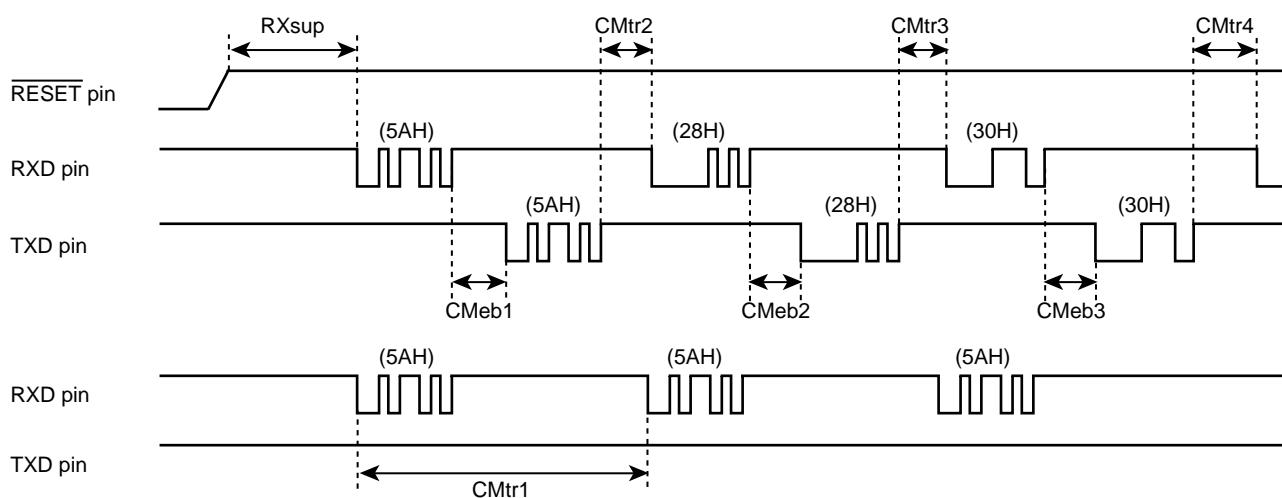 RXsup CMtr2 CMtr3 CMtr4
RESET pin
(5AH) (28H) (30H)
RXD pin
(5AH) (28H) (30H)
TXD pin
CMeb1 CMeb2 CMeb3
(5AH) (5AH) (5AH)
RXD pin
TXD pin
CMtr1